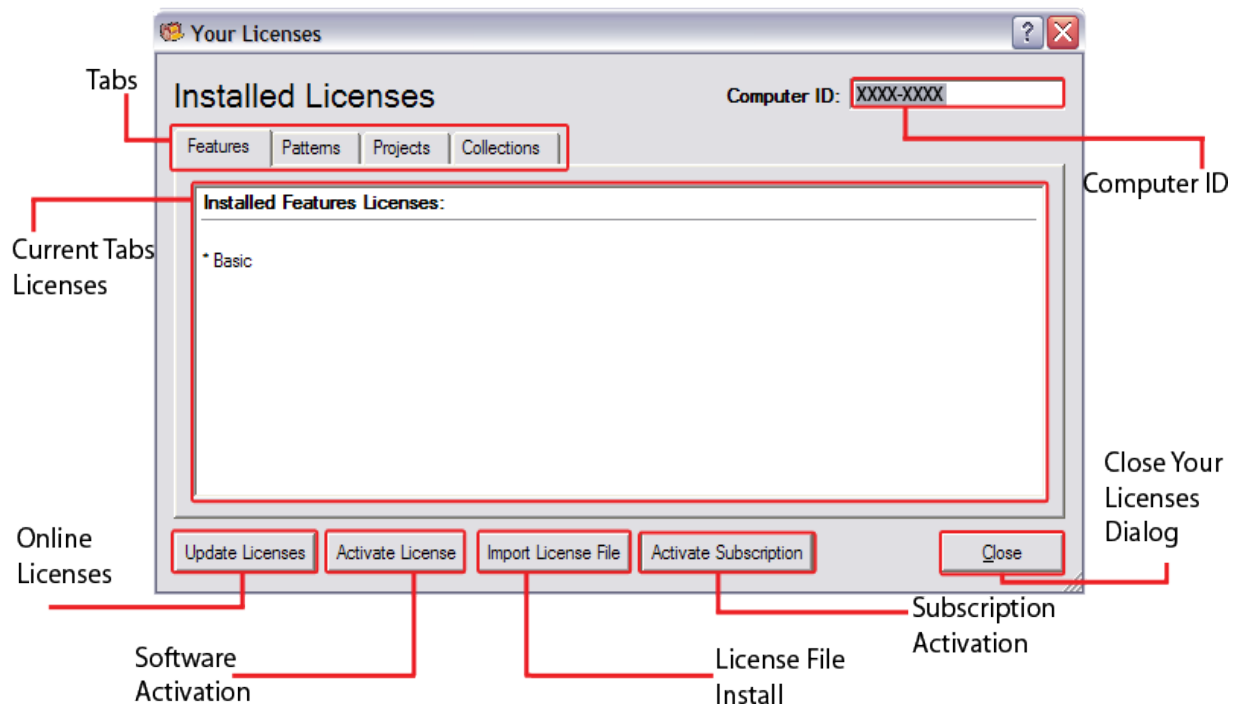 Your Licenses
?
Tabs
Installed Licenses
Computer ID: XXXX-XXXX
Features Patterns Projects Collections
Computer ID
Installed Features Licenses:
Current Tabs
Licenses
* Basic
Close Your
Licenses
Dialog
Online
Licenses
Update Licenses Activate License Import License File Activate Subscription Close
Subscription
Activation
Software
Activation
License File
Install